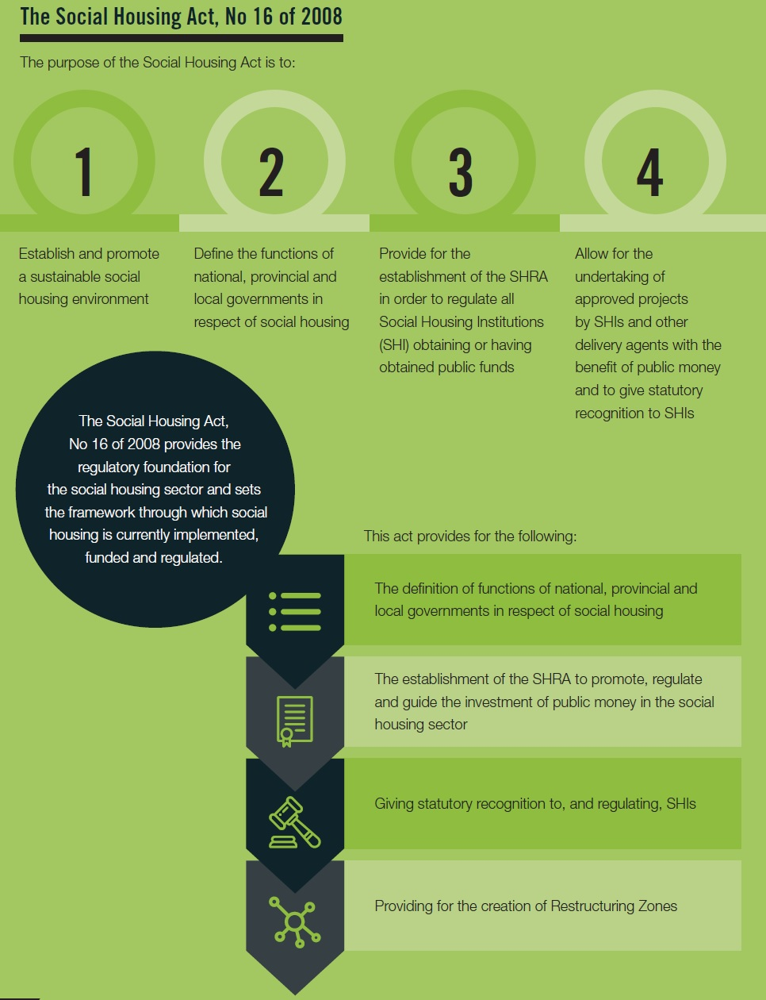 The Social Housing Act, No 16 of 2008
The purpose of the Social Housing Act is to:
1
2
3
4
Establish and promote
a sustainable social
housing environment
Define the functions of
national, provincial and
local governments in
respect of social housing
Provide for the
establishment of the SHRA
in order to regulate all
Social Housing Institutions
(SHI) obtaining or having
obtained public funds
Allow for the
undertaking of
approved projects
by SHIs and other
delivery agents with the
benefit of public money
and to give statutory
recognition to SHIs
The Social Housing Act,
No 16 of 2008 provides the
regulatory foundation for
the social housing sector and sets
the framework through which social
housing is currently implemented,
funded and regulated.
This act provides for the following:
The definition of functions of national, provincial and
local governments in respect of social housing
The establishment of the SHRA to promote, regulate
and guide the investment of public money in the social
housing sector
Giving statutory recognition to, and regulating, SHIs
Providing for the creation of Restructuring Zones